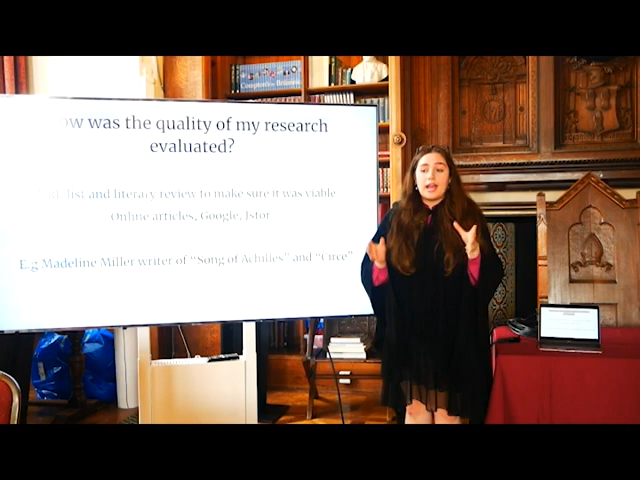 ow was the quality of my research
evaluated?
list and literary review to make sure it was viable
Online articles, Google, Jstor
E.g Madeline Miller writer of "Song of Achilles" and "Circe"